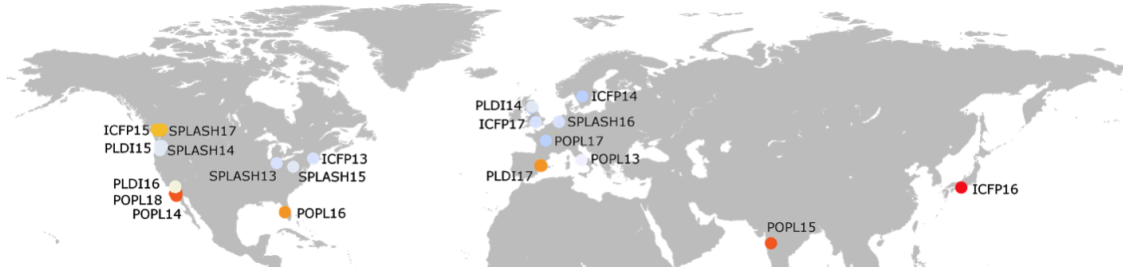 PLDI14
ICFP14
ICFP15
SPLASH17
ICFP17
SPLASH16
PLDI15
SPLASH14
POPL17
ICFP13
POPL13
SPLASH13
SPLASH15
PLDI17
PLDI16
ICFP16
POPL18
POPL14
POPL16
POPL15